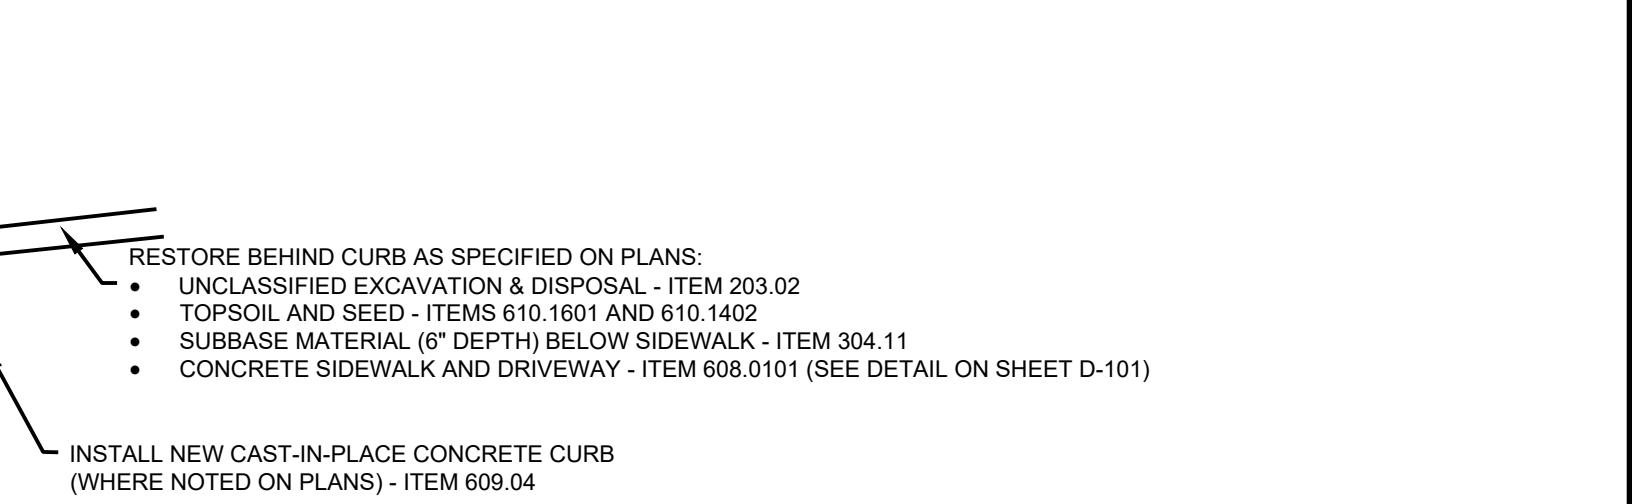 RESTORE BEHIND CURB AS SPECIFIED ON PLANS:
• UNCLASSIFIED EXCAVATION & DISPOSAL - ITEM 203.02
• TOPSOIL AND SEED - ITEMS 610.1601 AND 610.1402
• SUBBASE MATERIAL (6" DEPTH) BELOW SIDEWALK - ITEM 304.11
• CONCRETE SIDEWALK AND DRIVEWAY - ITEM 608.0101 (SEE DETAIL ON SHEET D-101)
INSTALL NEW CAST-IN-PLACE CONCRETE CURB
(WHERE NOTED ON PLANS) - ITEM 609.04